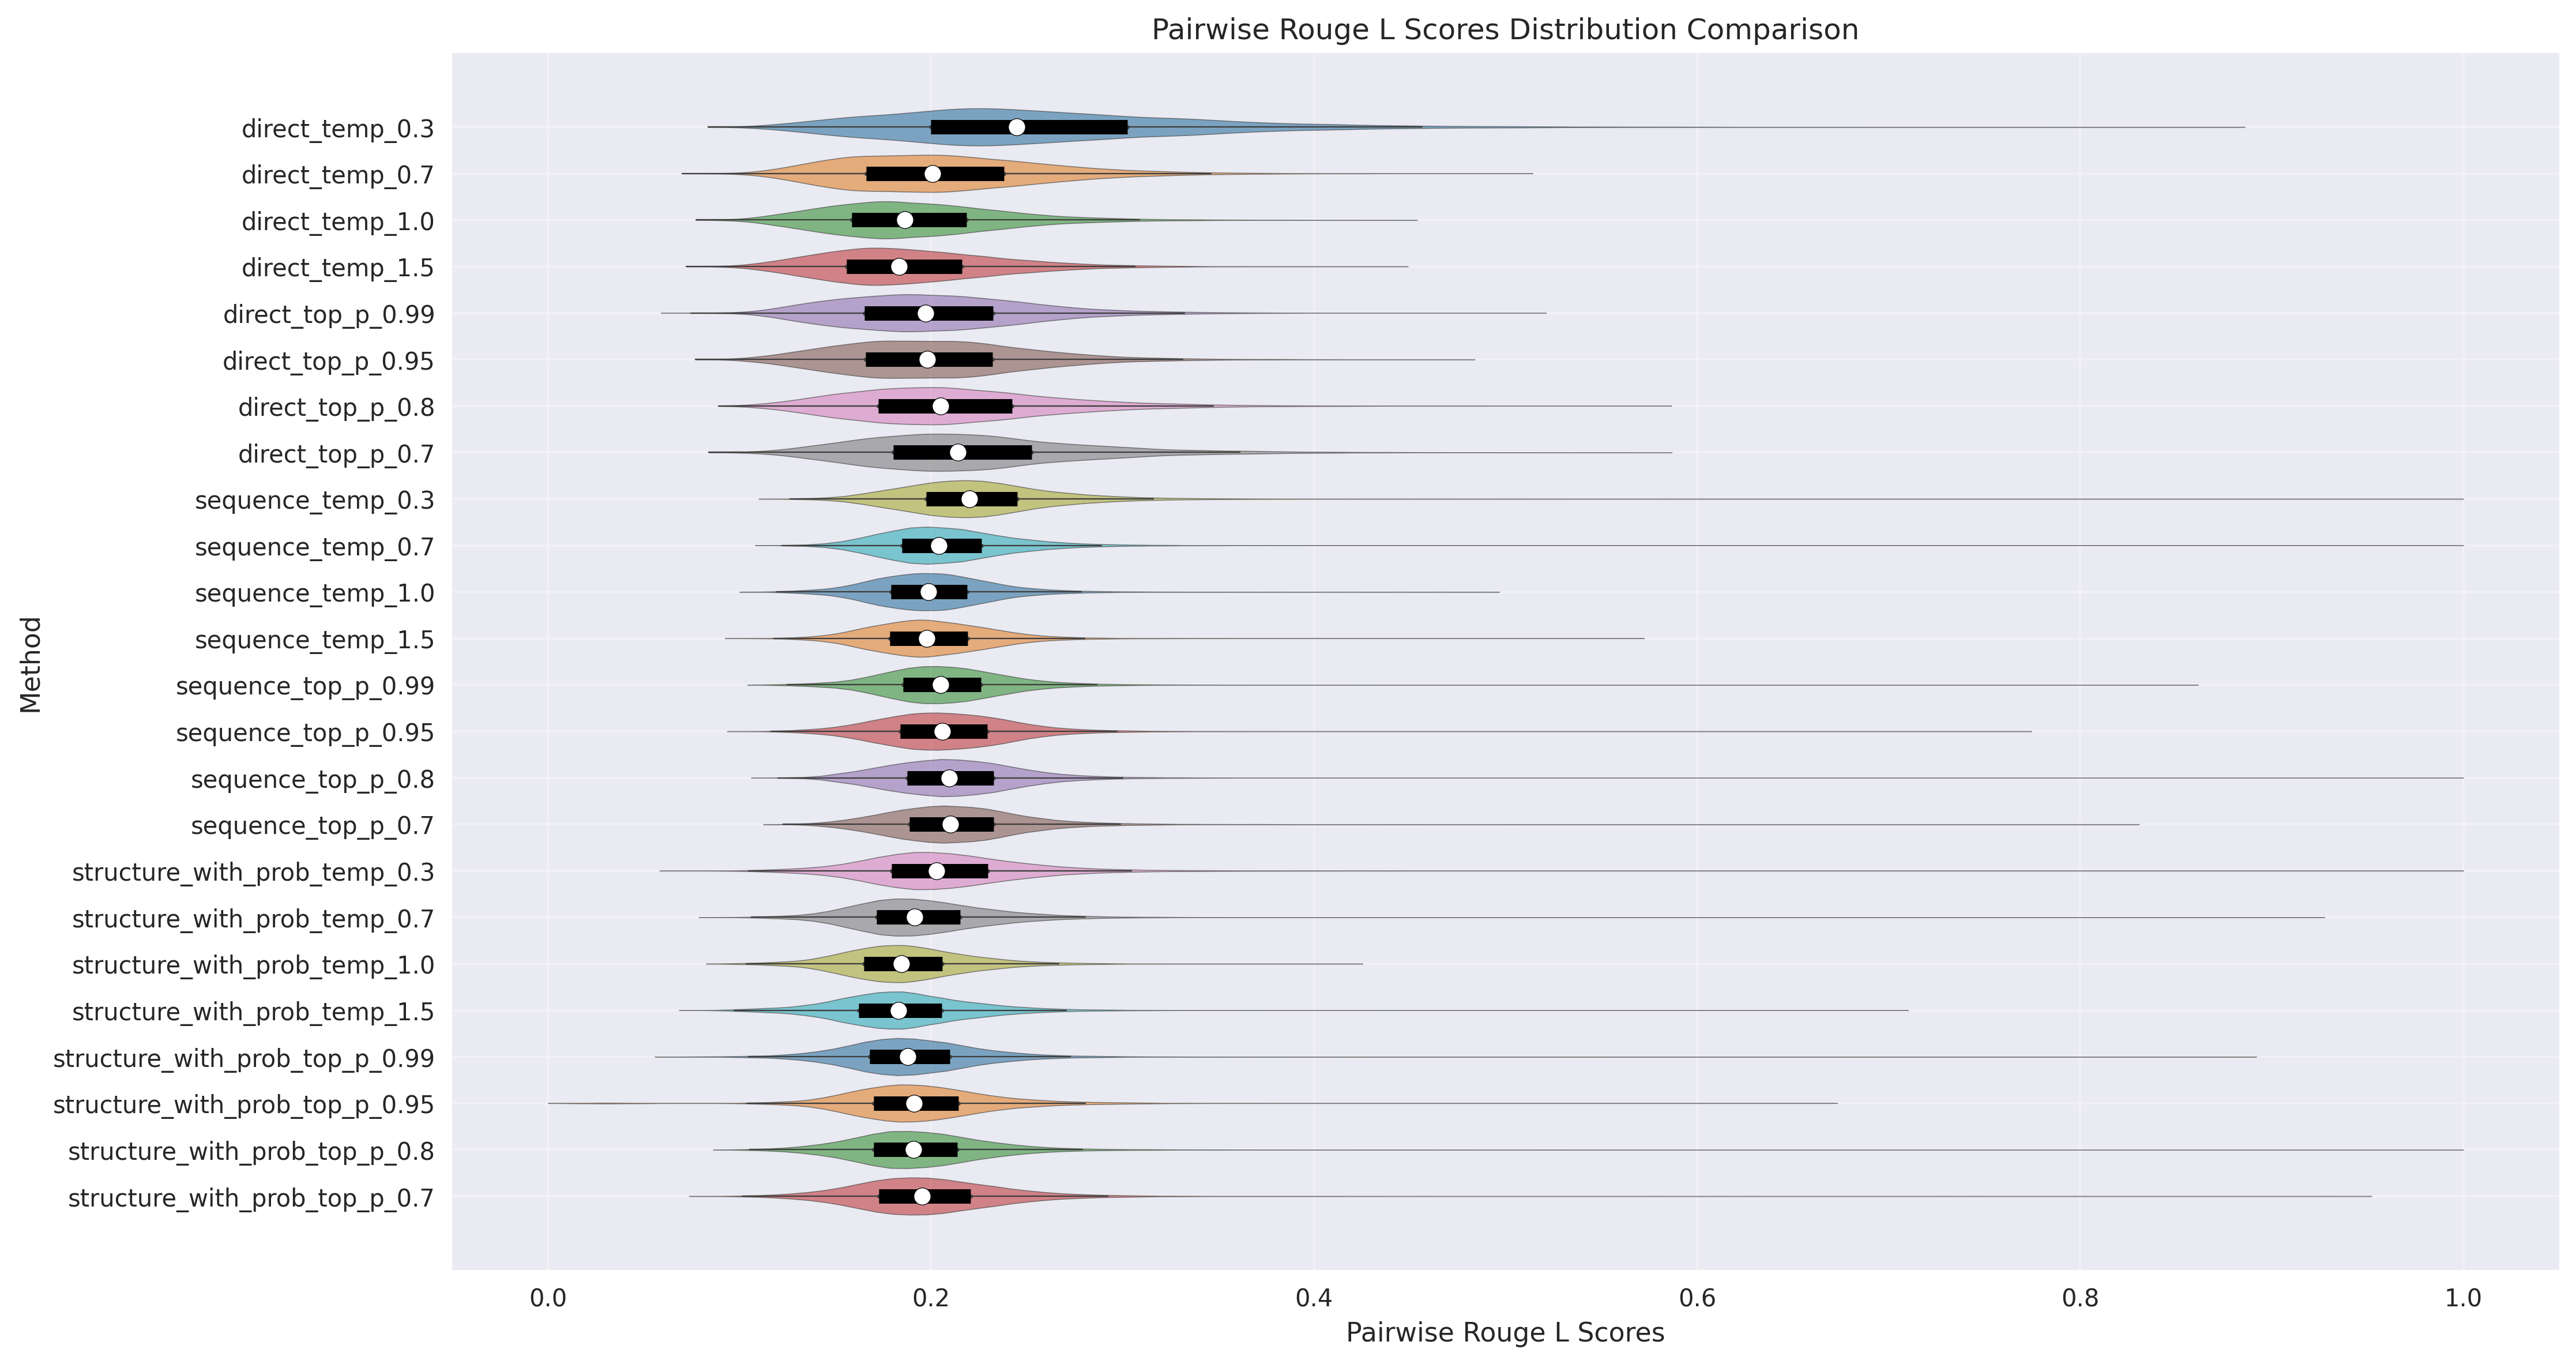 Pairwise Rouge L Scores Distribution Comparison
Method
direct_temp_0.3
direct_temp_0.7
direct_temp_1.0
direct_temp_1.5
direct_top_p_0.99
direct_top_p_0.95
direct_top_p_0.8
direct_top_p_0.7
sequence_temp_0.3
sequence_temp_0.7
sequence_temp_1.0
sequence_temp_1.5
sequence_top_p_0.99
sequence_top_p_0.95
sequence_top_p_0.8
sequence_top_p_0.7
structure_with_prob_temp_0.3
structure_with_prob_temp_0.7
structure_with_prob_temp_1.0
structure_with_prob_temp_1.5
structure_with_prob_top_p_0.99
structure_with_prob_top_p_0.95
structure_with_prob_top_p_0.8
structure_with_prob_top_p_0.7
0.0 0.2 0.4 0.6 0.8 1.0
Pairwise Rouge L Scores